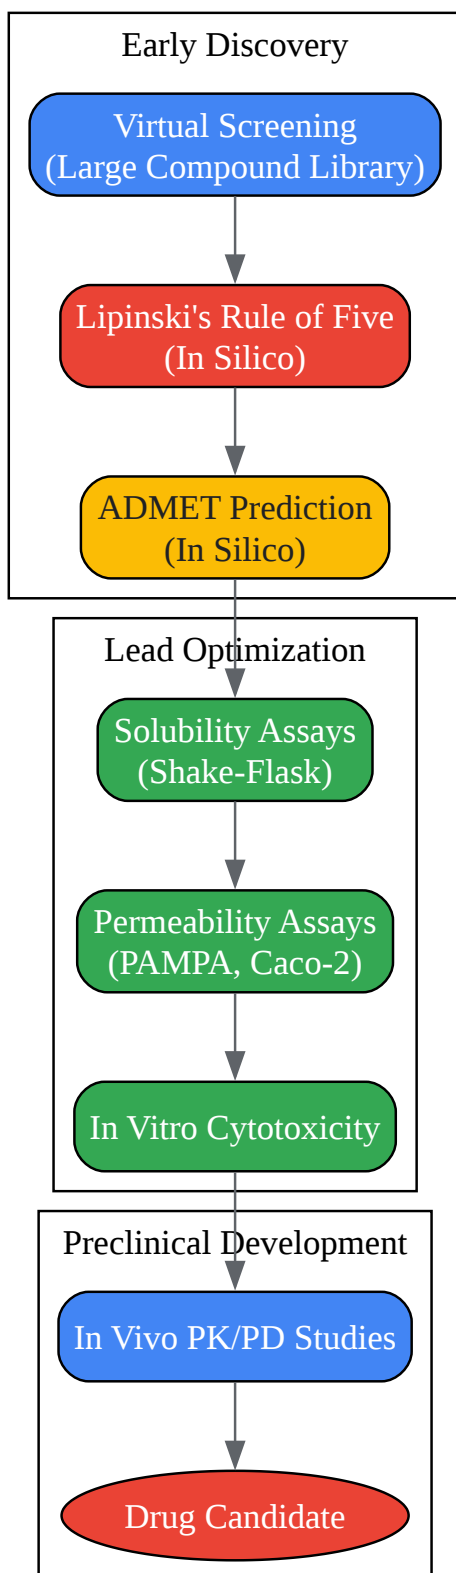 Early Discovery
Virtual Screening
(Large Compound Library)
Lipinski's Rule of Five
(In Silico)
ADMET Prediction
(In Silico)
Lead Optimization
Solubility Assays
(Shake-Flask)
Permeability Assays
(PAMPA, Caco-2)
In Vitro Cytotoxicity
Preclinical Development
In Vivo PK/PD Studies
Drug Candidate